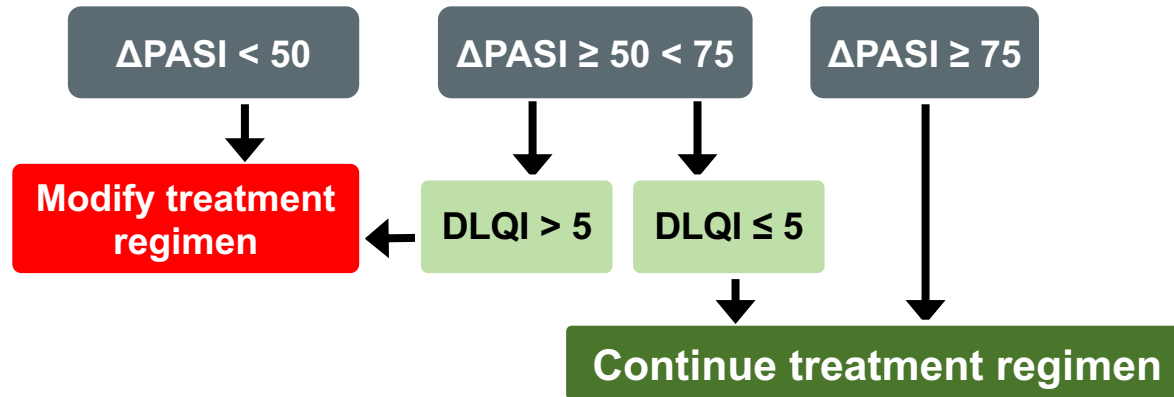 ΔPASI < 50
ΔPASI ≥ 50 < 75
ΔPASI ≥ 75
Modify treatment
regimen
DLQI > 5
DLQI ≤ 5
Continue treatment regimen